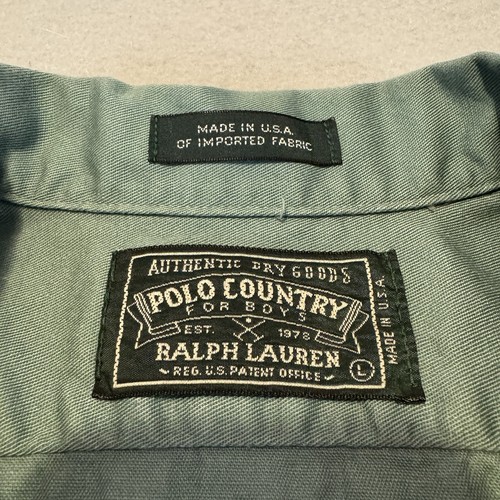 MADE IN U.S.A.
OF IMPORTED FABRIC
AUTHENTIC DRY GOODS
POLO COUNTRY
FOR BOYS
EST. 1978
RALPH LAUREN
REG. U.S. PATENT OFFICE
L
MADE IN U.S.A.